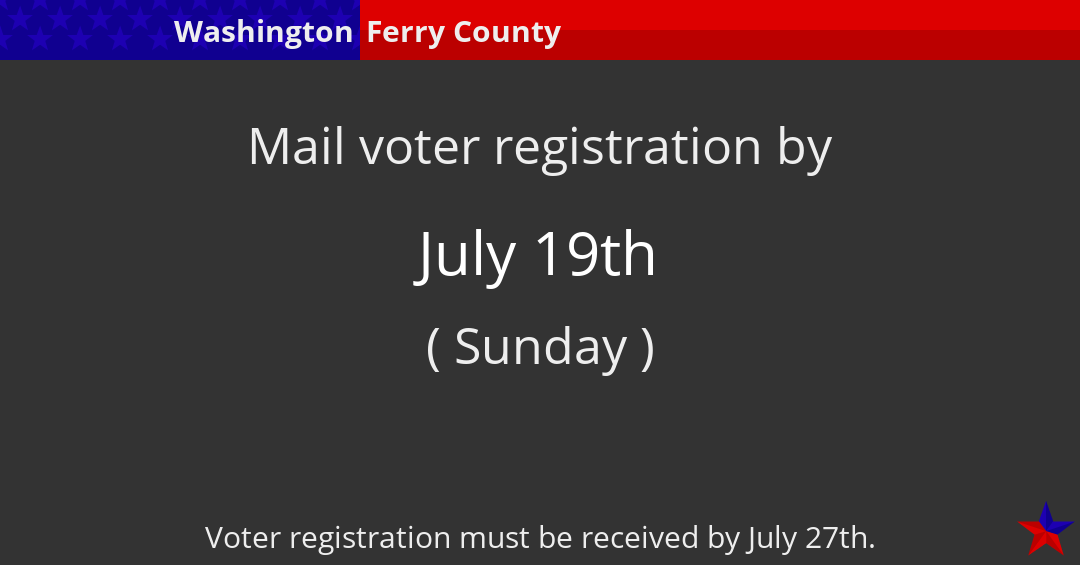 Washington Ferry County
Mail voter registration by
July 19th
( Sunday )
Voter registration must be received by July 27th.